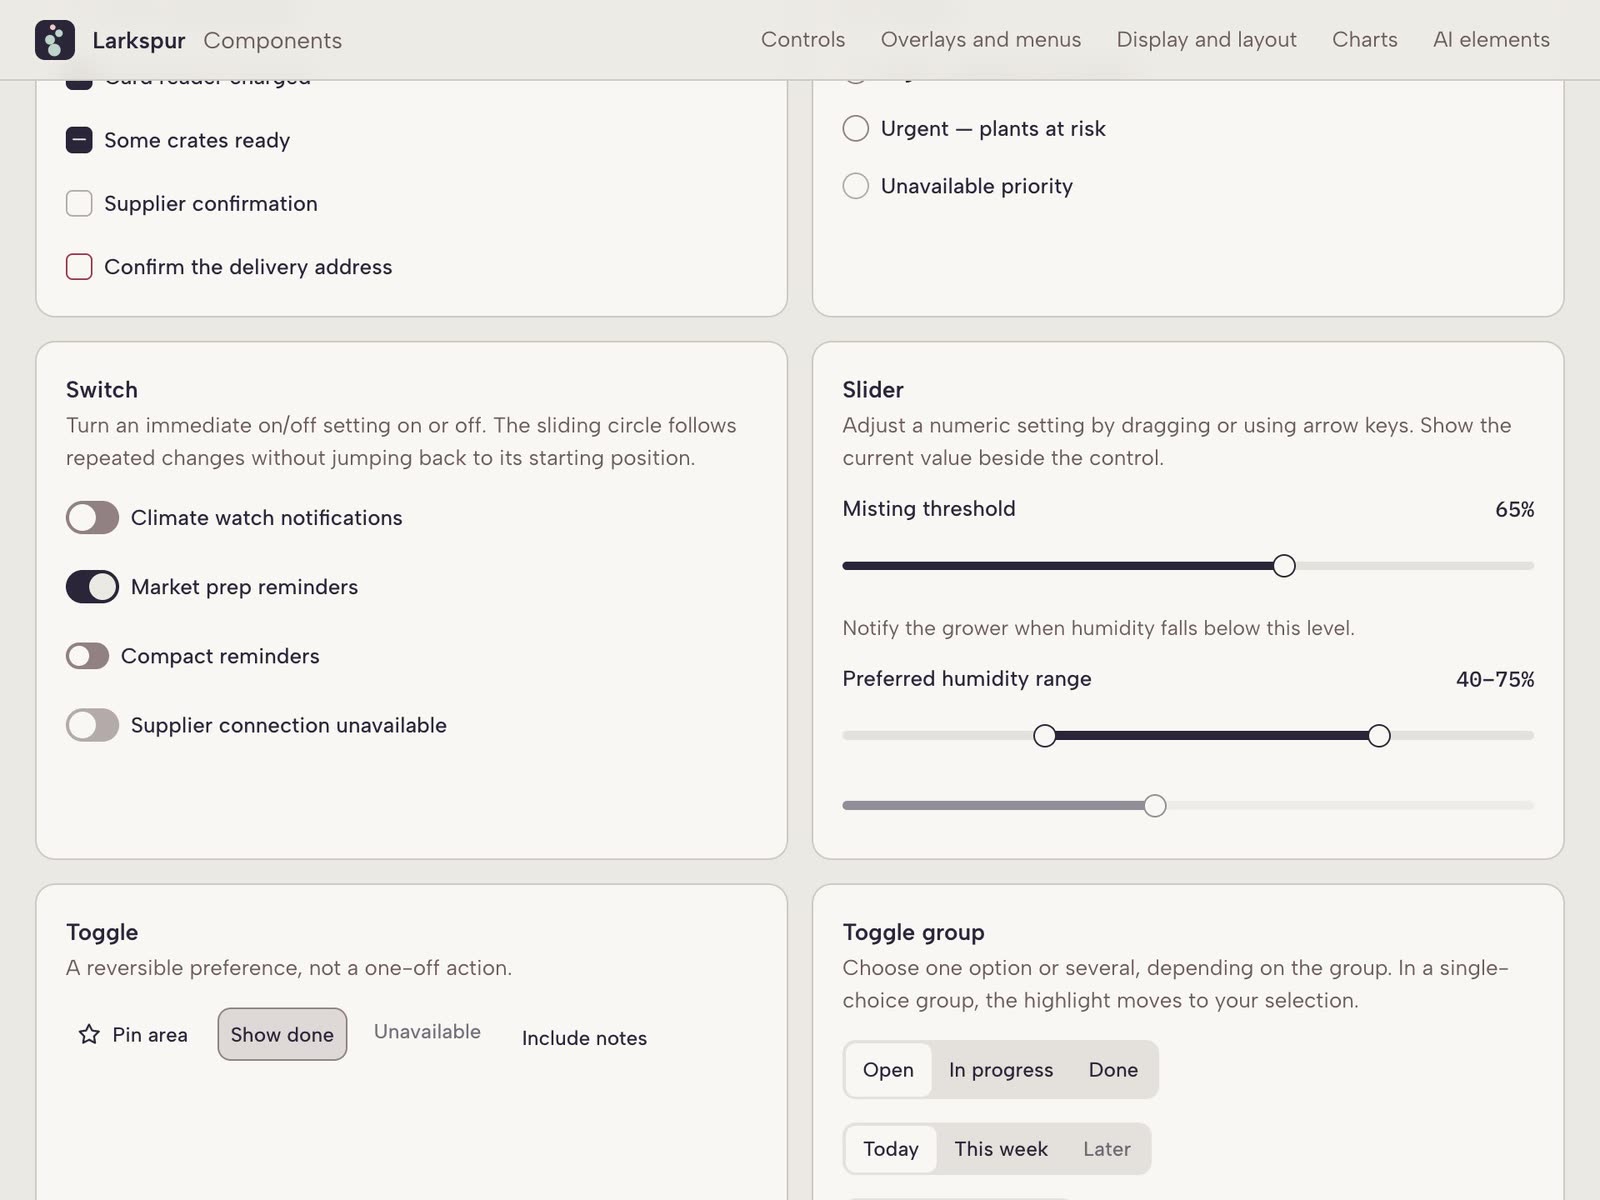 Larkspur Components
Controls
Overlays and menus
Display and layout
Charts
AI elements
Card reader charged
Some crates ready
Supplier confirmation
Confirm the delivery address
Urgent — plants at risk
Unavailable priority
Switch
Turn an immediate on/off setting on or off. The sliding circle follows
repeated changes without jumping back to its starting position.
Climate watch notifications
Market prep reminders
Compact reminders
Supplier connection unavailable
Slider
Adjust a numeric setting by dragging or using arrow keys. Show the
current value beside the control.
Misting threshold 65%
Notify the grower when humidity falls below this level.
Preferred humidity range 40–75%
Toggle
A reversible preference, not a one-off action.
Pin area
Show done
Unavailable
Include notes
Toggle group
Choose one option or several, depending on the group. In a single-
choice group, the highlight moves to your selection.
Open
In progress
Done
Today
This week
Later